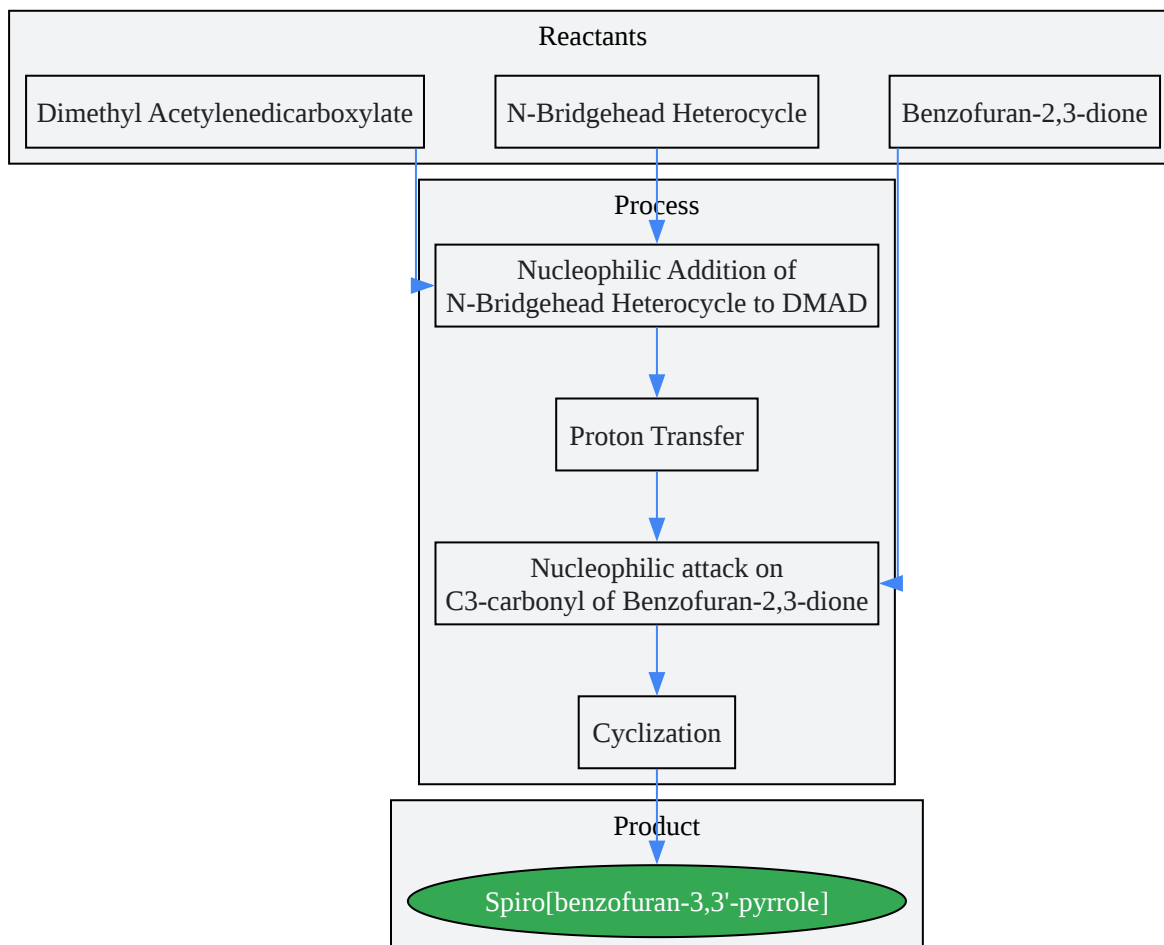 Reactants
Dimethyl Acetylenedicarboxylate
N-Bridgehead Heterocycle
Benzofuran-2,3-dione
Process
Nucleophilic Addition of
N-Bridgehead Heterocycle to DMAD
Proton Transfer
Nucleophilic attack on
C3-carbonyl of Benzofuran-2,3-dione
Cyclization
Product
Spiro[benzofuran-3,3'-pyrrole]